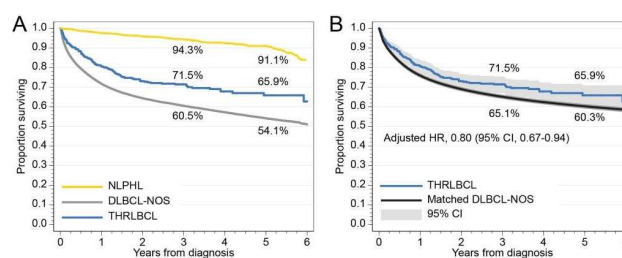 A
Proportion surviving
1.0
0.9
0.8
0.7
0.6
0.5
0.4
0.3
0.2
0.1
0.0
94.3%
91.1%
71.5%
65.9%
60.5%
54.1%
NLPHL
DLBCL-NOS
THRLBCL
0 1 2 3 4 5 6
Years from diagnosis
B
Proportion surviving
1.0
0.9
0.8
0.7
0.6
0.5
0.4
0.3
0.2
0.1
0.0
71.5%
65.9%
65.1%
60.3%
Adjusted HR, 0.80 (95% CI, 0.67-0.94)
THRLBCL
Matched DLBCL-NOS
95% CI
0 1 2 3 4 5 6
Years from diagnosis